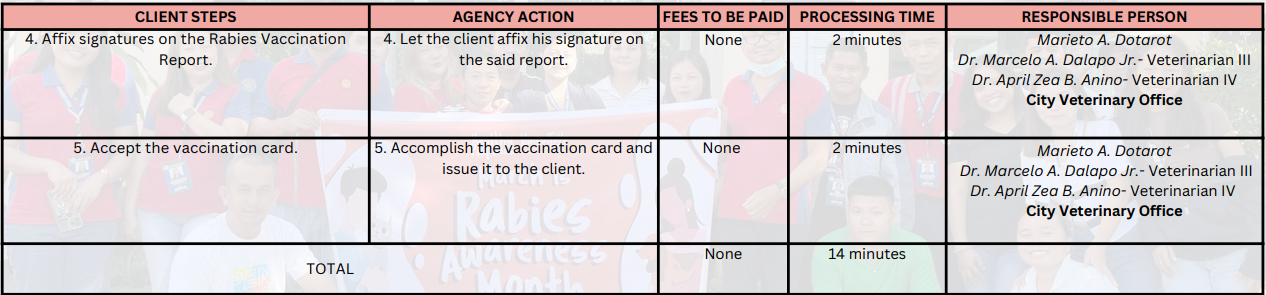 CLIENT STEPS AGENCY ACTION FEES TO BE PAID PROCESSING TIME RESPONSIBLE PERSON
4. Affix signatures on the Rabies Vaccination
Report.
4. Let the client affix his signature on
the said report.
None
2 minutes
Marieto A. Dotarot
Dr. Marcelo A. Dalapo Jr.- Veterinarian III
Dr. April Zea B. Anino- Veterinarian IV
City Veterinary Office
5. Accept the vaccination card.
5. Accomplish the vaccination card and
issue it to the client.
None
2 minutes
Marieto A. Dotarot
Dr. Marcelo A. Dalapo Jr.- Veterinarian III
Dr. April Zea B. Anino- Veterinarian IV
City Veterinary Office
TOTAL
None
14 minutes
March is
Rabies
Awareness
Month